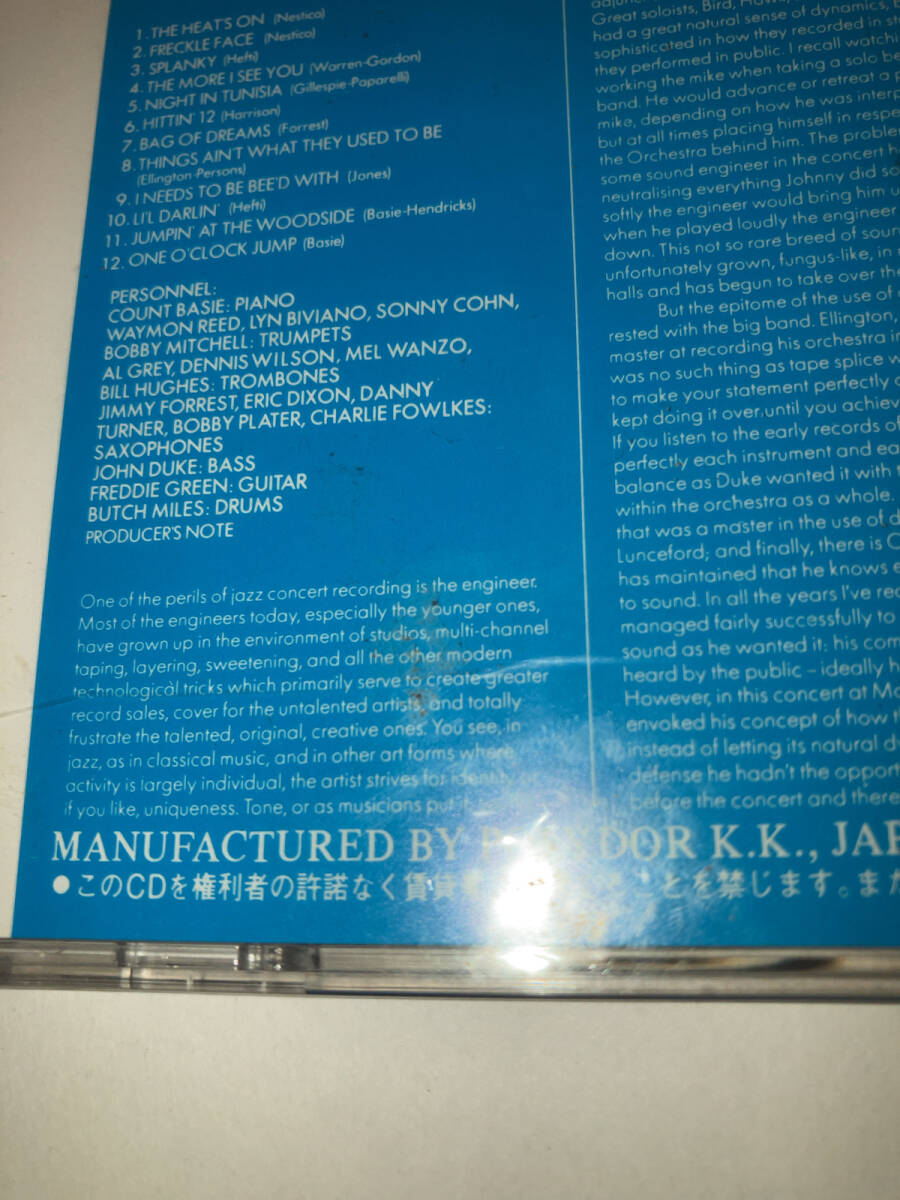 1. THE HEAT'S ON (Nestico)
2. FRECKLE FACE (Nestico)
3. SPLANKY (Hefti)
4. THE MORE I SEE YOU (Warren-Gordon)
5. NIGHT IN TUNISIA (Gillespie-Paparelli)
6. HITTIN' 12 (Harrison)
7. BAG OF DREAMS (Forrest)
8. THINGS AIN'T WHAT THEY USED TO BE
(Ellington-Persons)
9. I NEEDS TO BE BEE'D WITH (Jones)
10. LI'L DARLIN' (Hefti)
11. JUMPIN' AT THE WOODSIDE (Basie-Hendricks)
12. ONE O'CLOCK JUMP (Basie)
PERSONNEL:
COUNT BASIE: PIANO
WAYMON REED, LYN BIVIANO, SONNY COHN,
BOBBY MITCHELL: TRUMPETS
AL GREY, DENNIS WILSON, MEL WANZO,
BILL HUGHES: TROMBONES
JIMMY FORREST, ERIC DIXON, DANNY
TURNER, BOBBY PLATER, CHARLIE FOWLKES:
SAXOPHONES
JOHN DUKE: BASS
FREDDIE GREEN: GUITAR
BUTCH MILES: DRUMS
PRODUCER'S NOTE
One of the perils of jazz concert recording is the engineer.
Most of the engineers today, especially the younger ones,
have grown up in the environment of studios, multi-channel
taping, layering, sweetening, and all the other modern
technological tricks which primarily serve to create greater
record sales, cover for the untalented artists, and totally
frustrate the talented, original, creative ones. You see, in
jazz, as in classical music, and in other art forms where
activity is largely individual, the artist strives for identity or
if you like, uniqueness. Tone, or as musicians put it
Great soloists, Bird, Hawk,
had a great natural sense of dynamics,
sophisticated in how they recorded in
they performed in public. I recall
working the mike when taking a solo
band. He would advance or retreat a
mike, depending on how he was
but at all times placing himself in
the Orchestra behind him. The
some sound engineer in the concert
neutralising everything Johnny did
softly the engineer would bring him
when he played loudly the engineer
down. This not so rare breed of
unfortunately grown, fungus-like, in
halls and has begun to take over the
But the epitome of the use of
rested with the big band. Ellington,
master at recording his orchestra
was no such thing as tape splice
to make your statement perfectly
kept doing it over until you
If you listen to the early records of
perfectly each instrument and
balance as Duke wanted it with
within the orchestra as a whole.
that was a master in the use of
Lunceford; and finally, there is
has maintained that he knows
to sound. In all the years I've
managed fairly successfully to
sound as he wanted it: his
heard by the public – ideally
However, in this concert at
envoked his concept of how
instead of letting its natural
defense he hadn't the
before the concert and
MANUFACTURED BY K.K.,
●このCDを権利者の許諾なく賃貸 とを禁じます。また